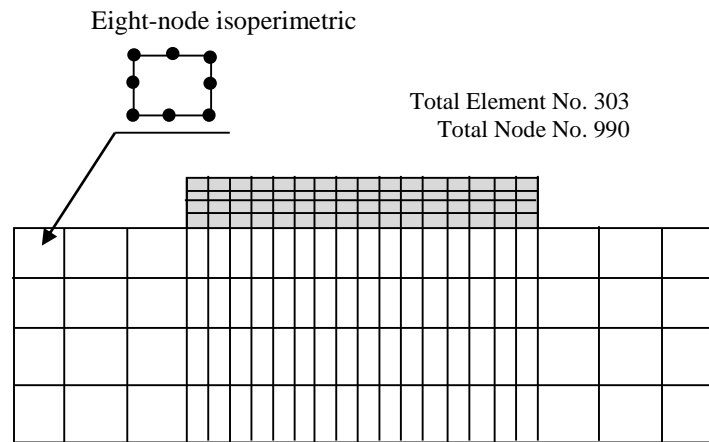 Eight-node isoperimetric
Total Element No. 303
Total Node No. 990